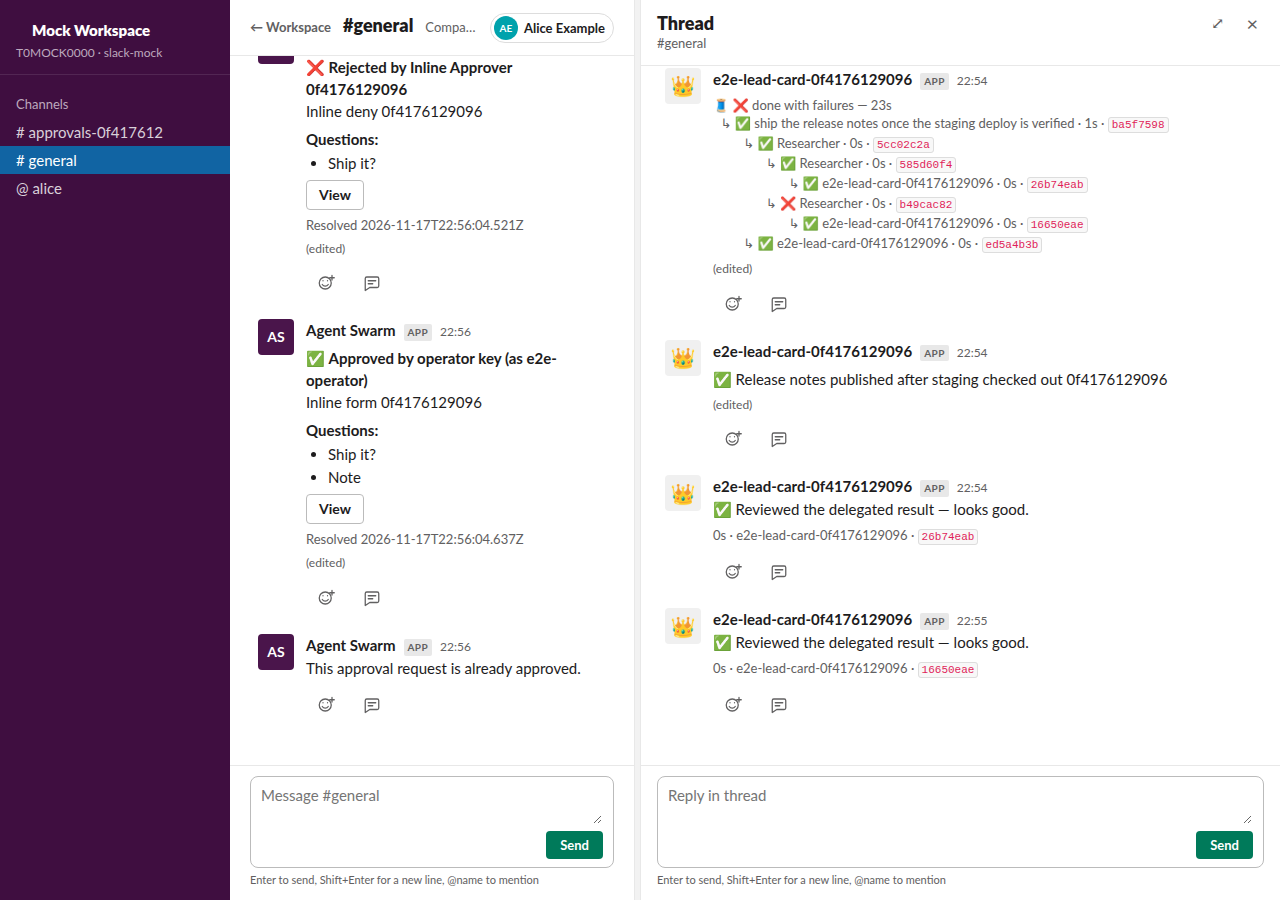 Mock Workspace
T0MOCK0000 · slack-mock
Channels
# approvals-0f417612
# general
@ alice
← Workspace
#general
Compa...
AE
Alice Example
❌ Rejected by Inline Approver
0f4176129096
Inline deny 0f4176129096
Questions:
• Ship it?
View
Resolved 2026-11-17T22:56:04.521Z
(edited)
AS
Agent Swarm APP 22:56
✅ Approved by operator key (as e2e-
operator)
Inline form 0f4176129096
Questions:
• Ship it?
• Note
View
Resolved 2026-11-17T22:56:04.637Z
(edited)
AS
Agent Swarm APP 22:56
This approval request is already approved.
Message #general
Send
Enter to send, Shift+Enter for a new line, @name to mention
Thread
#general
e2e-lead-card-0f4176129096 APP 22:54
🧵 ❌ done with failures — 23s
↳ ✅ ship the release notes once the staging deploy is verified · 1s · ba5f7598
↳ ✅ Researcher · 0s · 5cc02c2a
↳ ✅ Researcher · 0s · 585d60f4
↳ ✅ e2e-lead-card-0f4176129096 · 0s · 26b74eab
↳ ❌ Researcher · 0s · b49cac82
↳ ✅ e2e-lead-card-0f4176129096 · 0s · 16650eae
↳ ✅ e2e-lead-card-0f4176129096 · 0s · ed5a4b3b
(edited)
e2e-lead-card-0f4176129096 APP 22:54
✅ Release notes published after staging checked out 0f4176129096
(edited)
e2e-lead-card-0f4176129096 APP 22:54
✅ Reviewed the delegated result — looks good.
0s · e2e-lead-card-0f4176129096 · 26b74eab
e2e-lead-card-0f4176129096 APP 22:55
✅ Reviewed the delegated result — looks good.
0s · e2e-lead-card-0f4176129096 · 16650eae
Reply in thread
Send
Enter to send, Shift+Enter for a new line, @name to mention